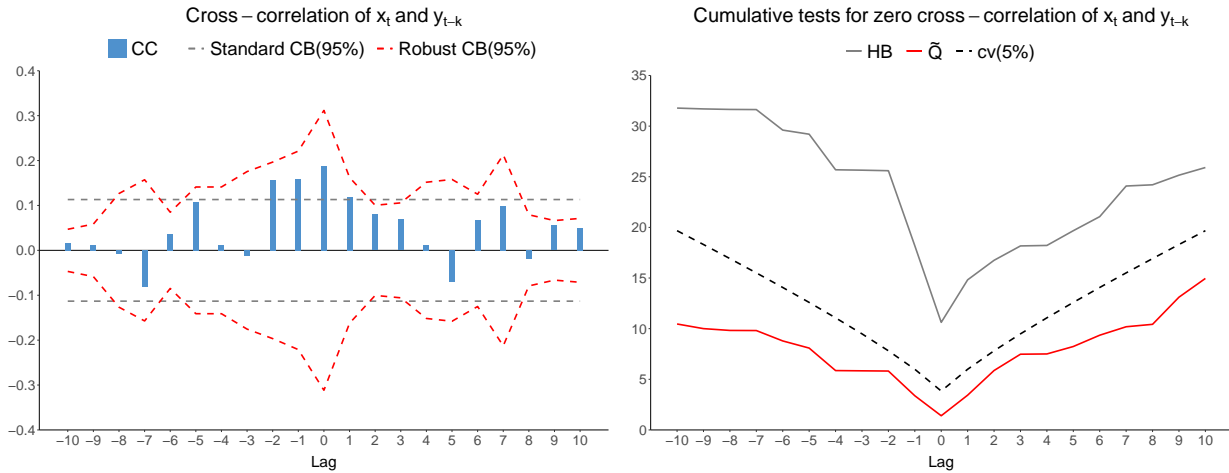 Cross − correlation of xt and yt−k
CC
Standard CB(95%)
Robust CB(95%)
0.4
0.3
0.2
0.1
0.0
−0.1
−0.2
−0.3
−0.4
−10 −9 −8 −7 −6 −5 −4 −3 −2 −1 0 1 2 3 4 5 6 7 8 9 10
Lag
Cumulative tests for zero cross − correlation of xt and yt−k
HB
Q̃
cv(5%)
35
30
25
20
15
10
5
0
−10 −9 −8 −7 −6 −5 −4 −3 −2 −1 0 1 2 3 4 5 6 7 8 9 10
Lag